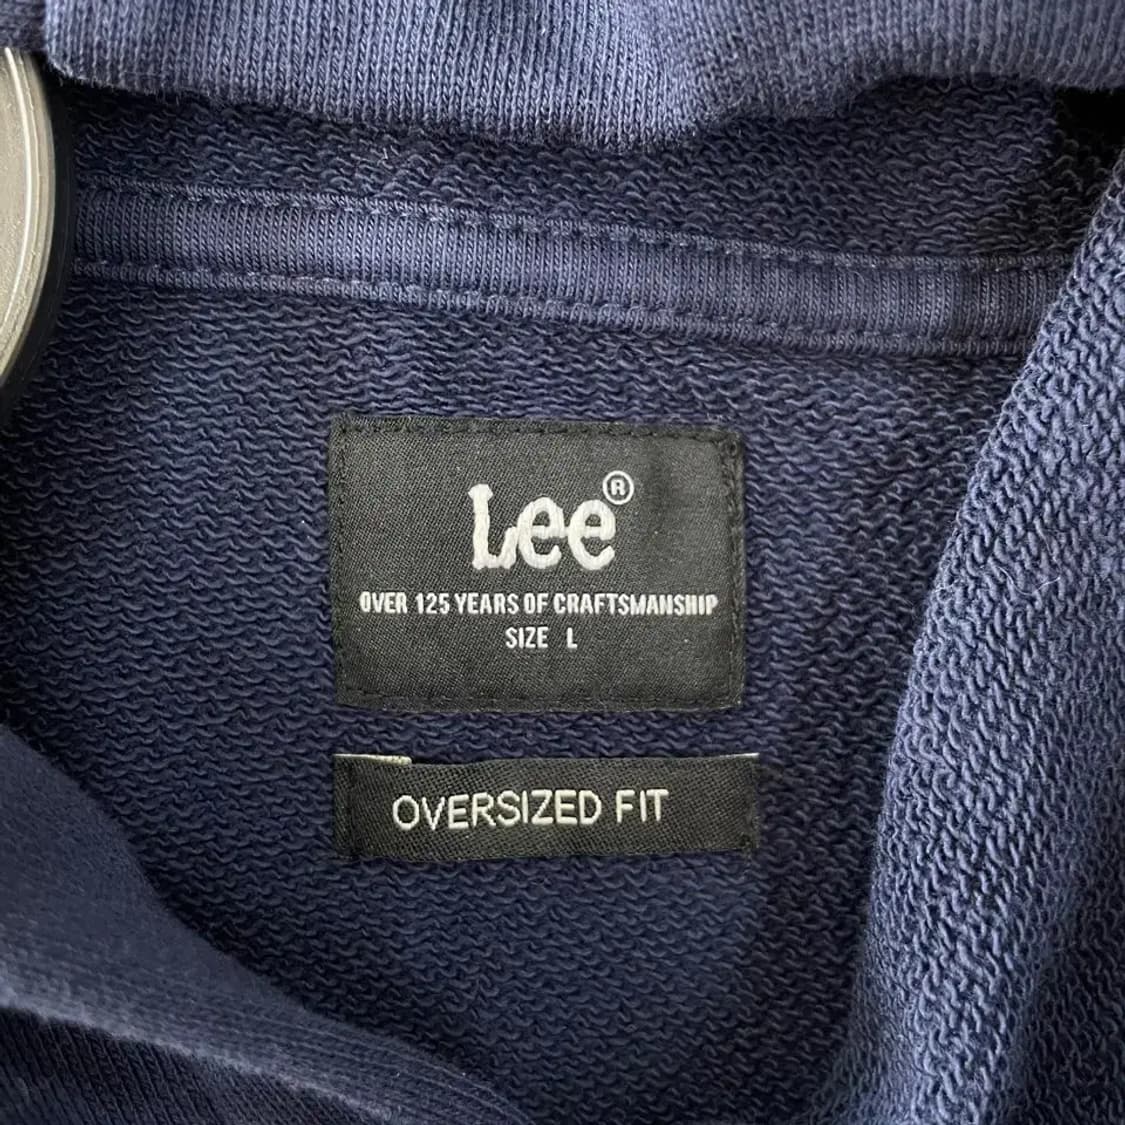 Lee®
OVER 125 YEARS OF CRAFTSMANSHIP
SIZE L
OVERSIZED FIT